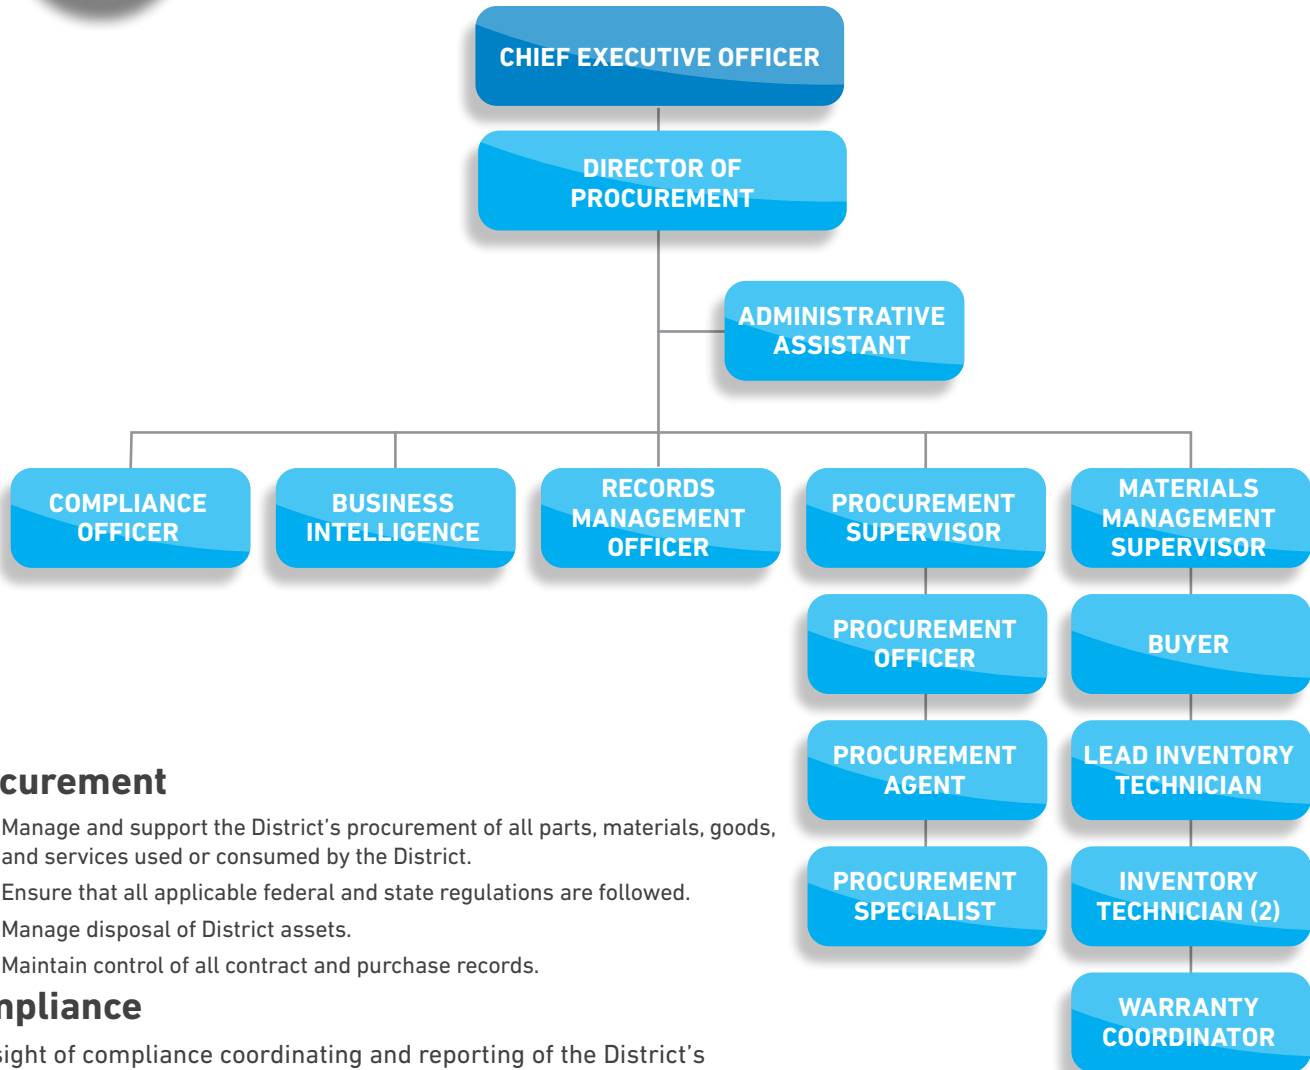 CHIEF EXECUTIVE OFFICER
DIRECTOR OF
PROCUREMENT
ADMINISTRATIVE
ASSISTANT
COMPLIANCE
OFFICER
BUSINESS
INTELLIGENCE
RECORDS
MANAGEMENT
OFFICER
PROCUREMENT
SUPERVISOR
MATERIALS
MANAGEMENT
SUPERVISOR
PROCUREMENT
OFFICER
BUYER
PROCUREMENT
AGENT
LEAD INVENTORY
TECHNICIAN
PROCUREMENT
SPECIALIST
INVENTORY
TECHNICIAN (2)
WARRANTY
COORDINATOR
curement
Manage and support the District’s procurement of all parts, materials, goods,
and services used or consumed by the District.
Ensure that all applicable federal and state regulations are followed.
Manage disposal of District assets.
Maintain control of all contract and purchase records.
mpliance
sight of compliance coordinating and reporting of the District’s